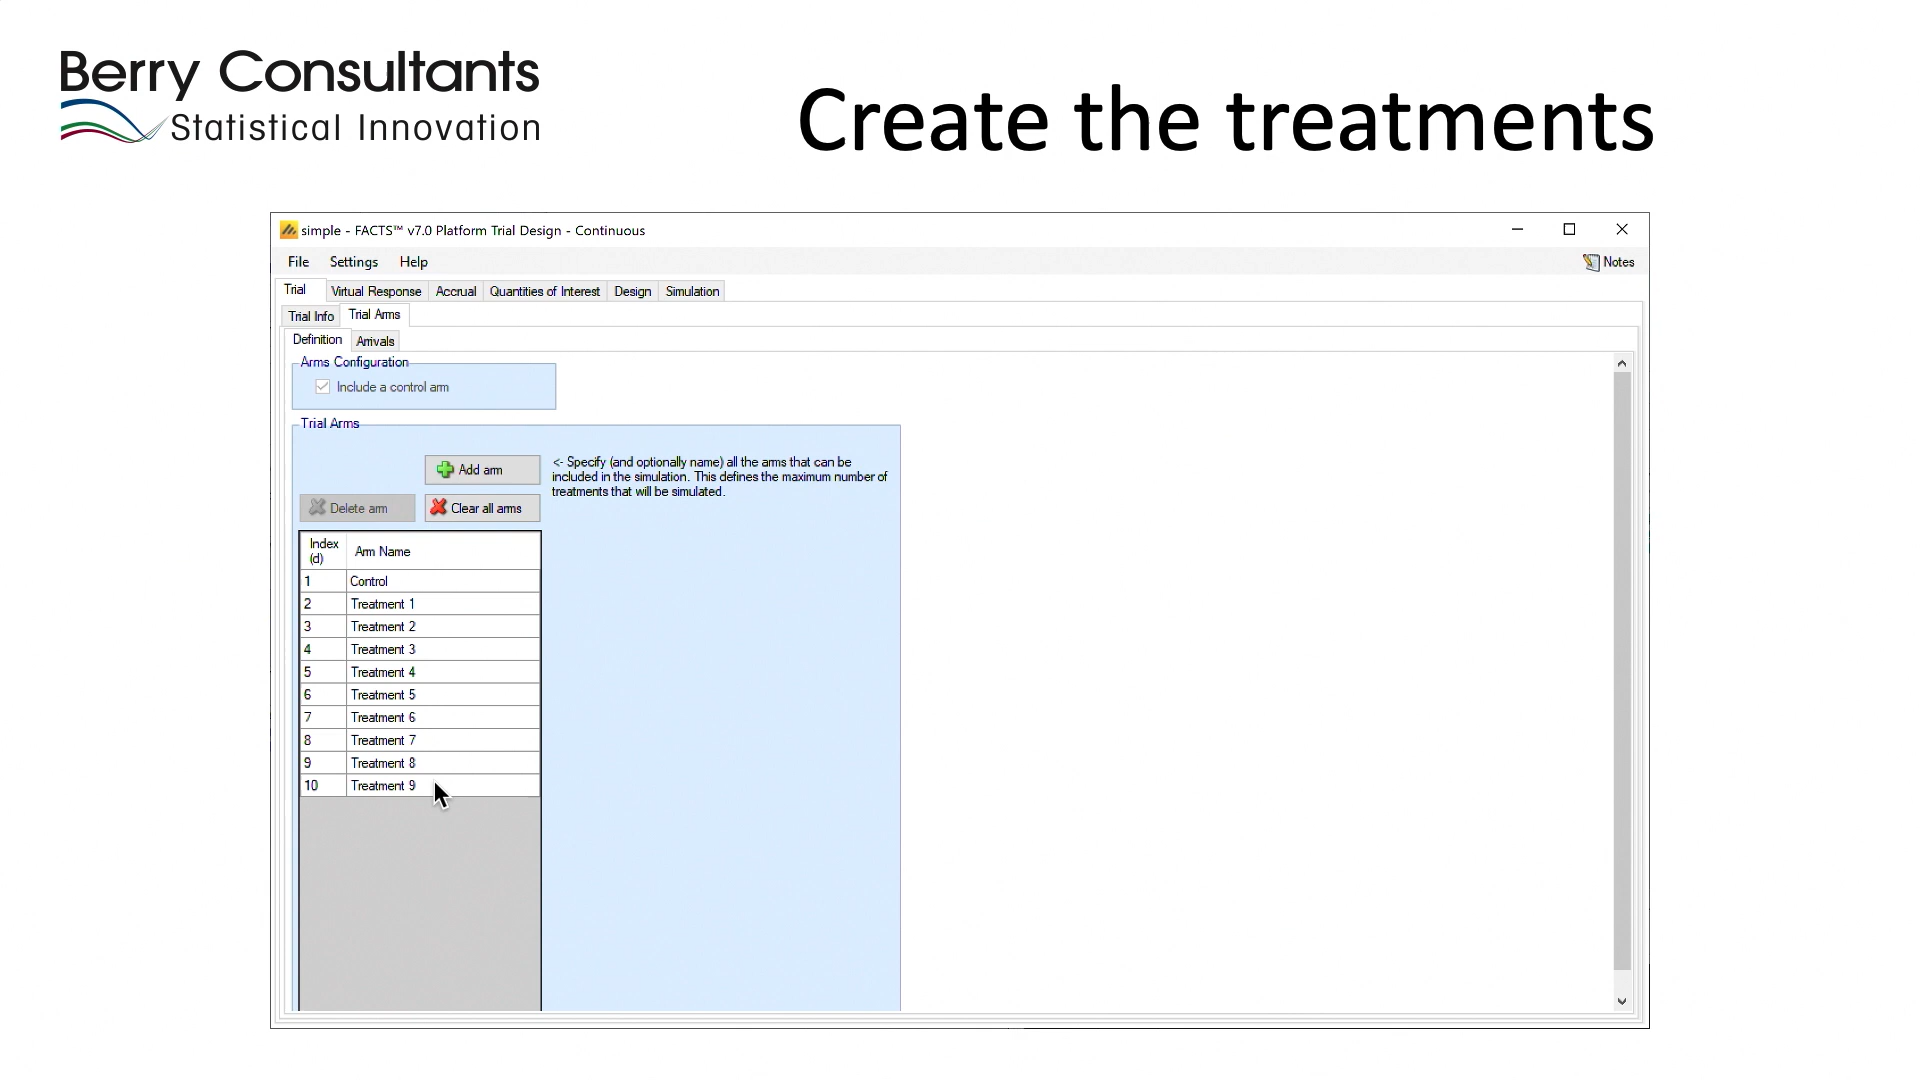 Berry Consultants
Statistical Innovation
Create the treatments
simple - FACTS™ v7.0 Platform Trial Design - Continuous
File Settings Help Notes
Trial Virtual Response Accrual Quantities of Interest Design Simulation
Trial Info Trial Arms
Definition Arrivals
Arms Configuration
Include a control arm
Trial Arms
Add arm
<- Specify (and optionally name) all the arms that can be
included in the simulation. This defines the maximum number of
treatments that will be simulated.
Delete arm Clear all arms
Index
(d) Arm Name
1 Control
2 Treatment 1
3 Treatment 2
4 Treatment 3
5 Treatment 4
6 Treatment 5
7 Treatment 6
8 Treatment 7
9 Treatment 8
10 Treatment 9